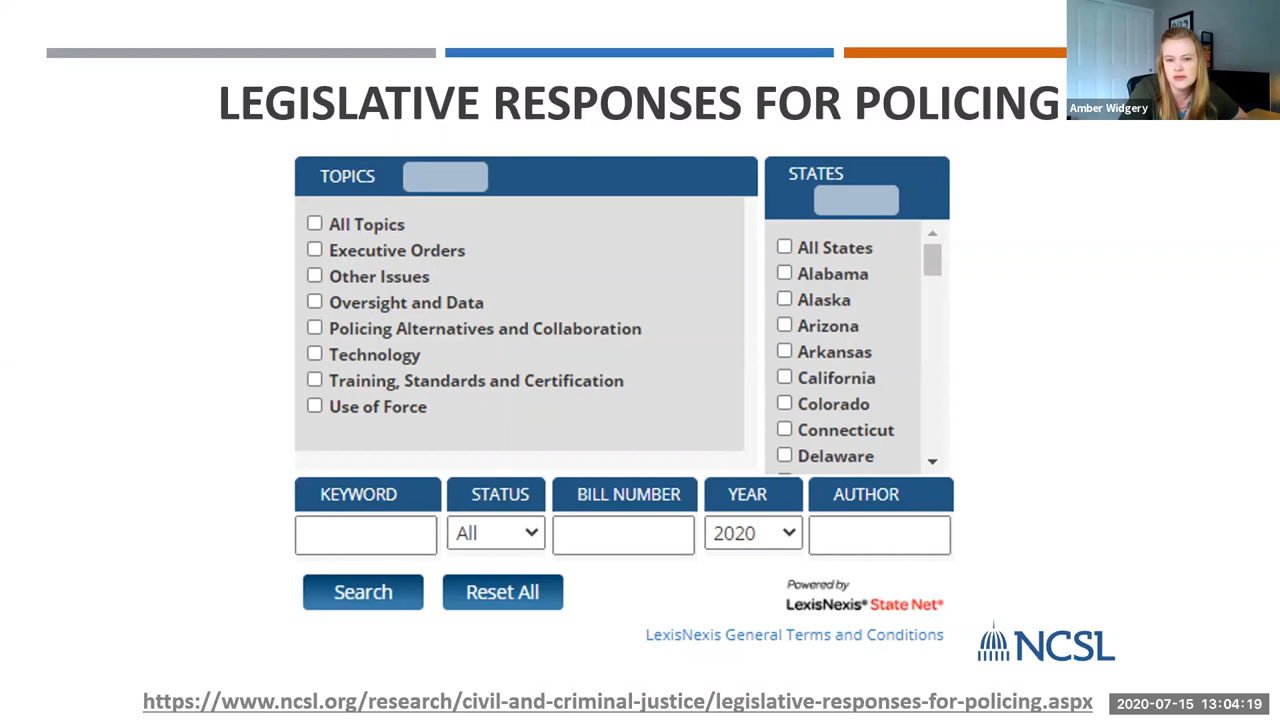 LEGISLATIVE RESPONSES FOR POLICING
Amber Widgery
TOPICS
All Topics
Executive Orders
Other Issues
Oversight and Data
Policing Alternatives and Collaboration
Technology
Training, Standards and Certification
Use of Force
STATES
All States
Alabama
Alaska
Arizona
Arkansas
California
Colorado
Connecticut
Delaware
KEYWORD STATUS BILL NUMBER YEAR AUTHOR
All 2020
Search Reset All
Powered by
LexisNexis® State Net®
LexisNexis General Terms and Conditions
NCSL
https://www.ncsl.org/research/civil-and-criminal-justice/legislative-responses-for-policing.aspx
2020-07-15 13:04:19